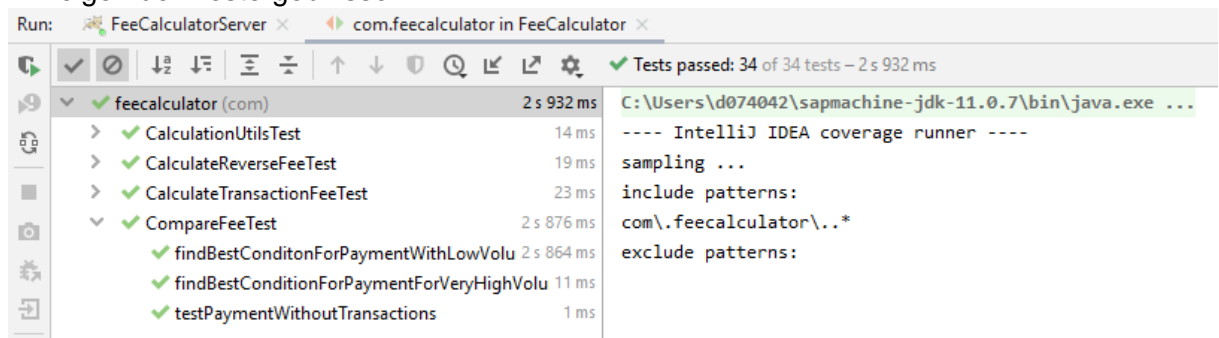 Run: FeeCalculatorServer com.feecalculator in FeeCalculator
Tests passed: 34 of 34 tests – 2 s 932 ms
feecalculator (com) 2 s 932 ms
CalculationUtilsTest 14 ms
CalculateReverseFeeTest 19 ms
CalculateTransactionFeeTest 23 ms
CompareFeeTest 2 s 876 ms
findBestConditonForPaymentWithLowVolu 2 s 864 ms
findBestConditionForPaymentForVeryHighVolu 11 ms
testPaymentWithoutTransactions 1 ms
C:\Users\d074042\sapmachine-jdk-11.0.7\bin\java.exe ...
---- IntelliJ IDEA coverage runner ----
sampling ...
include patterns:
com\.feecalculator\..*
exclude patterns: